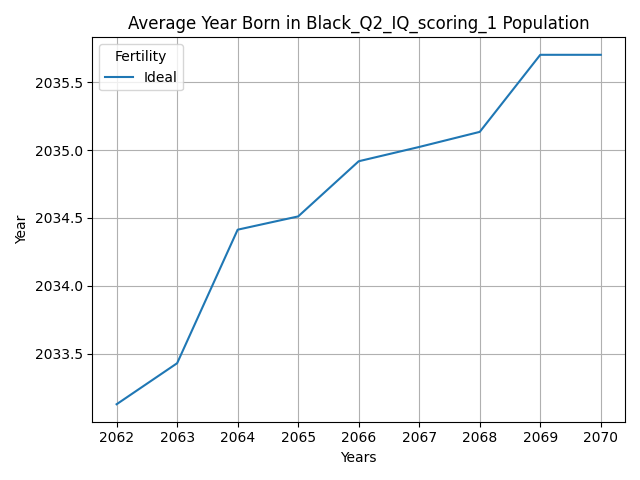 Average Year Born in Black_Q2_IQ_scoring_1 Population
Fertility
Ideal
Year
2035.5
2035.0
2034.5
2034.0
2033.5
2062 2063 2064 2065 2066 2067 2068 2069 2070
Years